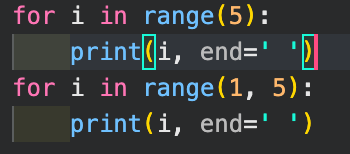 for i in range(5):
    print(i, end=' ')
for i in range(1, 5):
    print(i, end=' ')